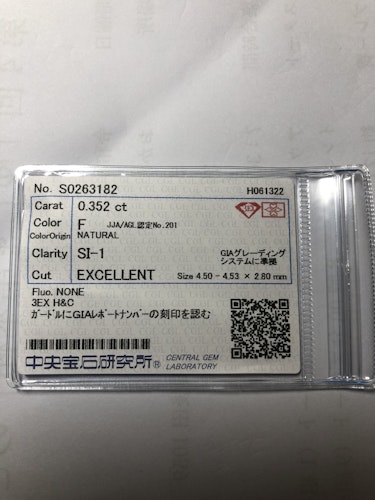 No. S0263182 H061322
Carat 0.352 ct
Color F JJA/AGL認定No.201
ColorOrigin NATURAL
Clarity SI-1 GIAグレーディング
システムに準拠
Cut EXCELLENT Size 4.50 - 4.53 × 2.80 mm
Fluo. NONE
3EX H&C
ガードルにGIAレポートナンバーの刻印を認む
中央宝石研究所® CENTRAL GEM
LABORATORY